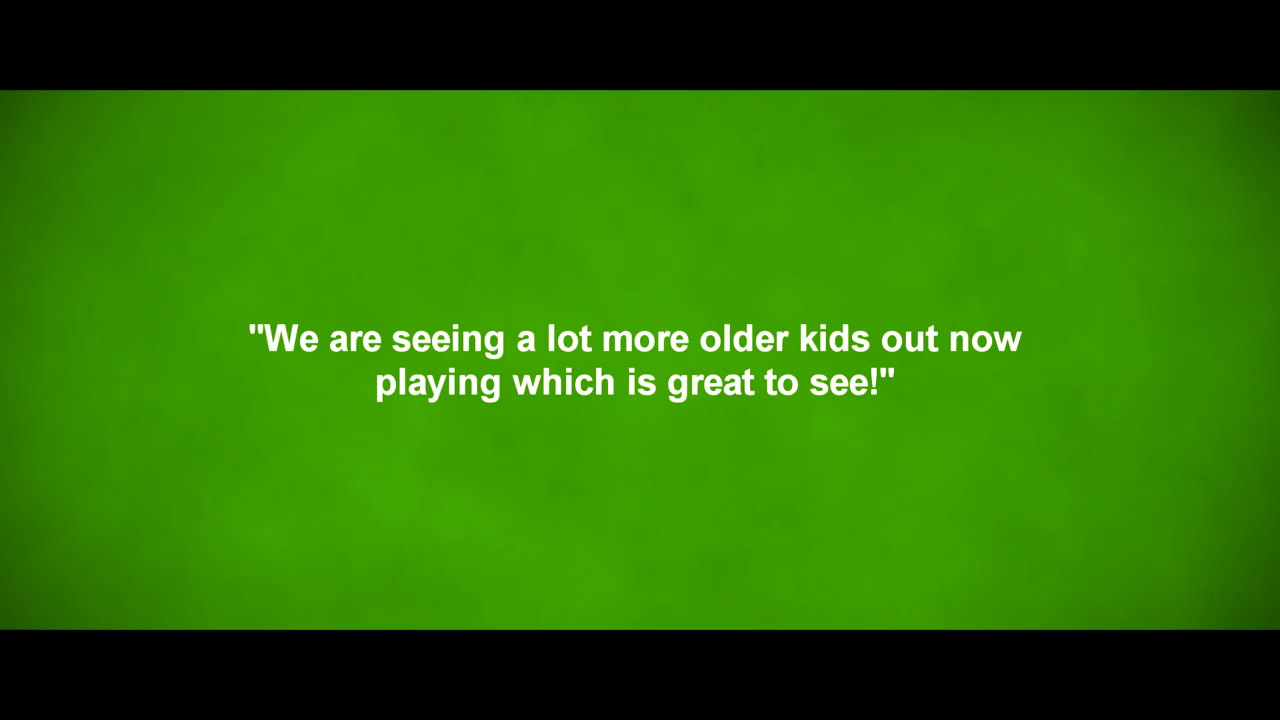 "We are seeing a lot more older kids out now
playing which is great to see!"